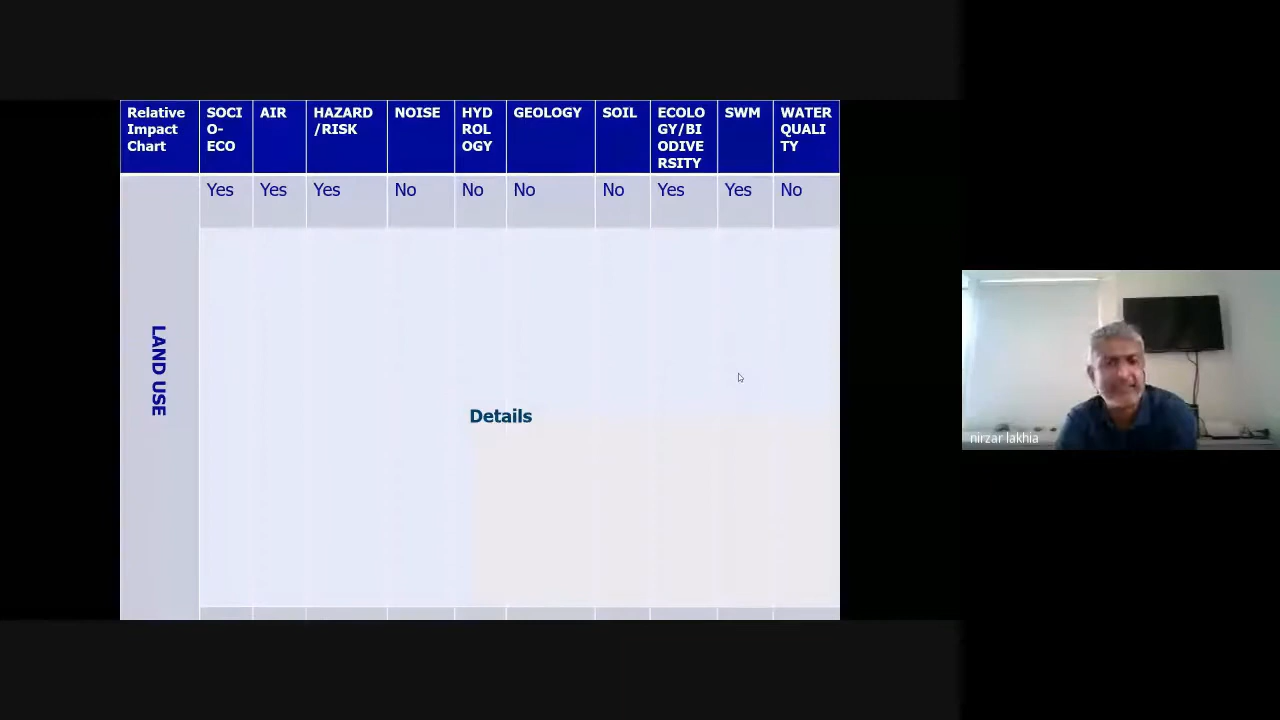 Relative
Impact
Chart
SOCI
O-
ECO
AIR
HAZARD
/RISK
NOISE
HYD
ROL
OGY
GEOLOGY
SOIL
ECOLO
GY/BI
ODIVE
RSITY
SWM
WATER
QUALI
TY
LAND USE
Yes
Yes
Yes
No
No
No
No
Yes
Yes
No
Details
nirzar lakhia